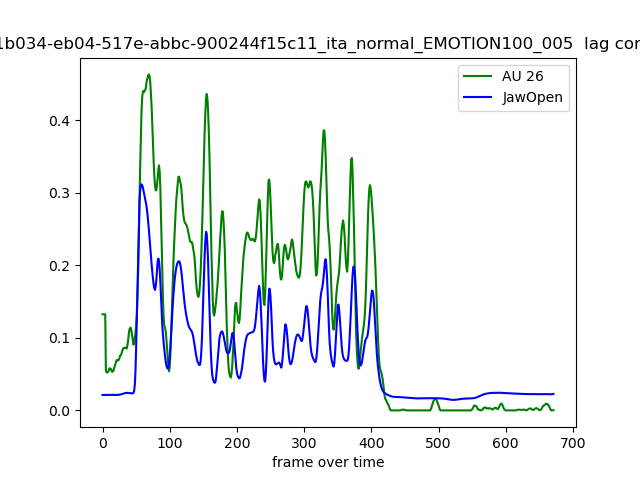 1b034-eb04-517e-abbc-900244f15c11_ita_normal_EMOTION100_005 lag cor
AU 26
JawOpen
0.4
0.3
0.2
0.1
0.0
0 100 200 300 400 500 600 700
frame over time